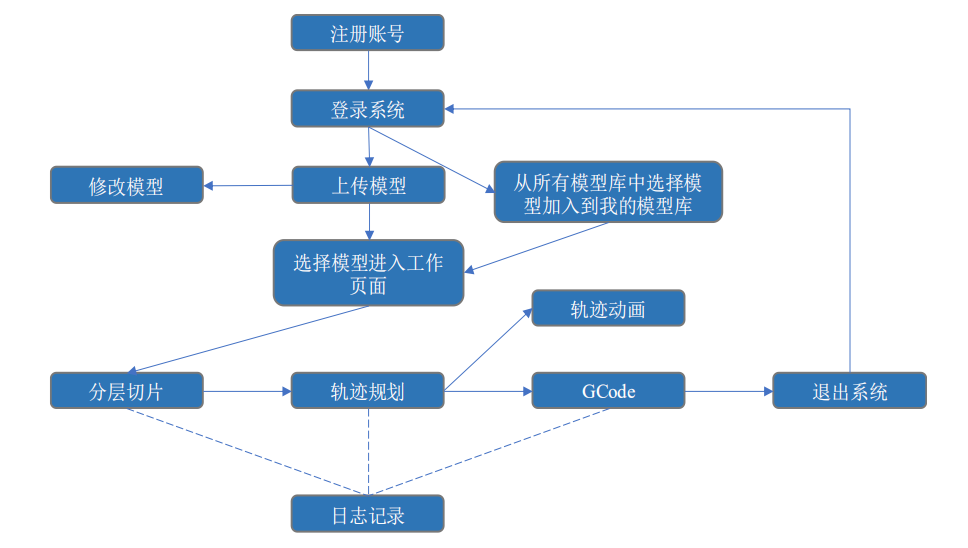 注册账号
登录系统
修改模型
上传模型
从所有模型库中选择模
型加入到我的模型库
选择模型进入工作
页面
轨迹动画
分层切片
轨迹规划
GCode
退出系统
日志记录